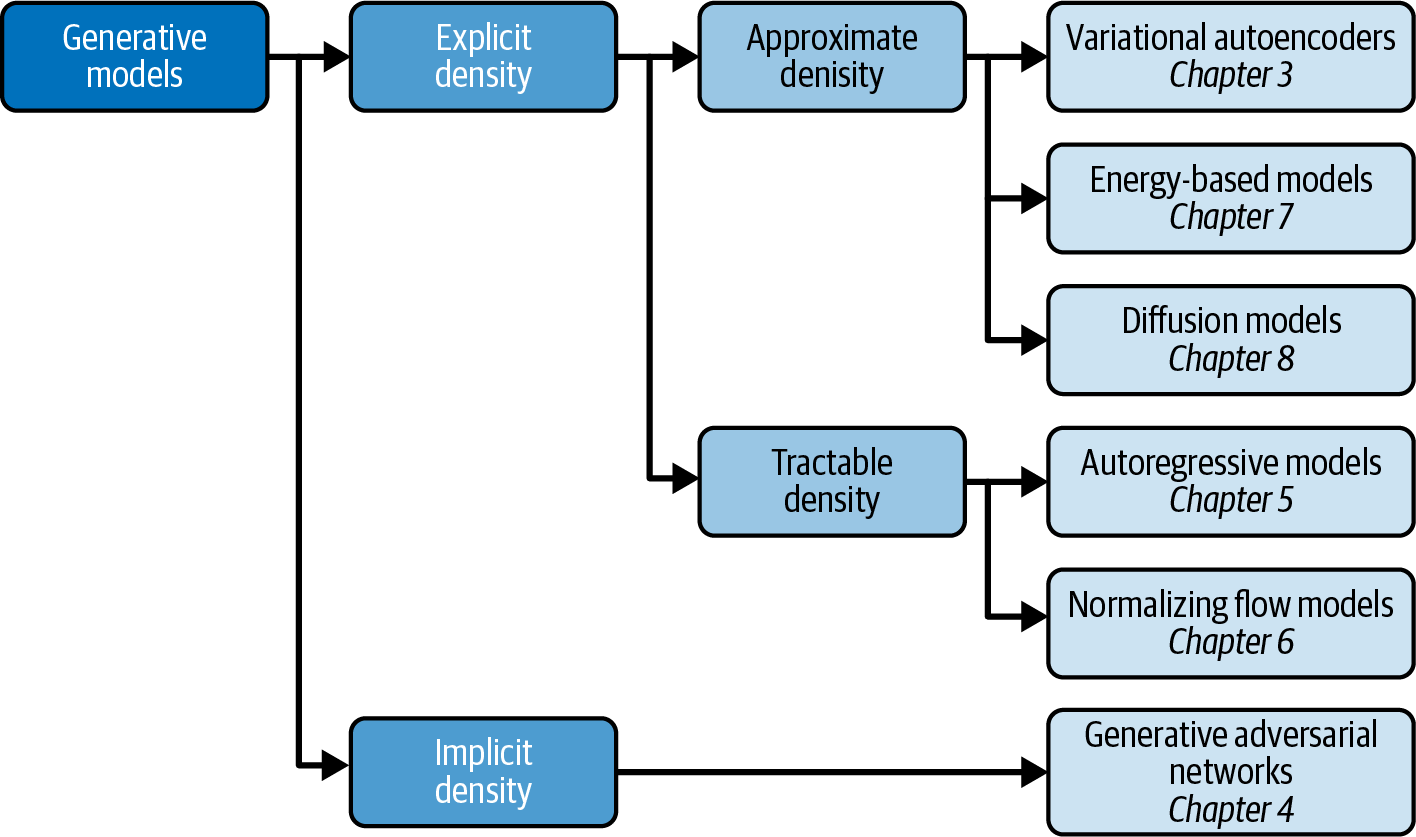 Generative
models
Explicit
density
Approximate
denisity
Variational autoencoders
Chapter 3
Energy-based models
Chapter 7
Diffusion models
Chapter 8
Tractable
density
Autoregressive models
Chapter 5
Normalizing flow models
Chapter 6
Implicit
density
Generative adversarial
networks
Chapter 4